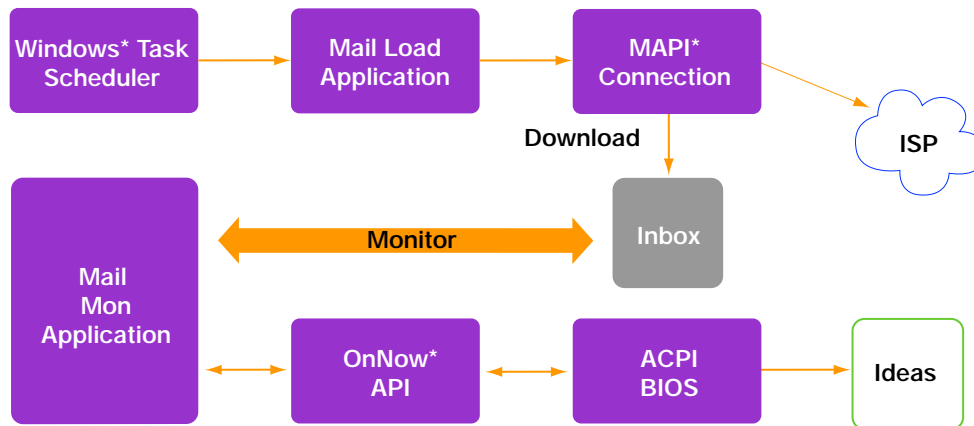 Windows* Task
Scheduler
Mail Load
Application
MAPI*
Connection
ISP
Download
Inbox
Monitor
Mail
Mon
Application
OnNow*
API
ACPI
BIOS
Ideas